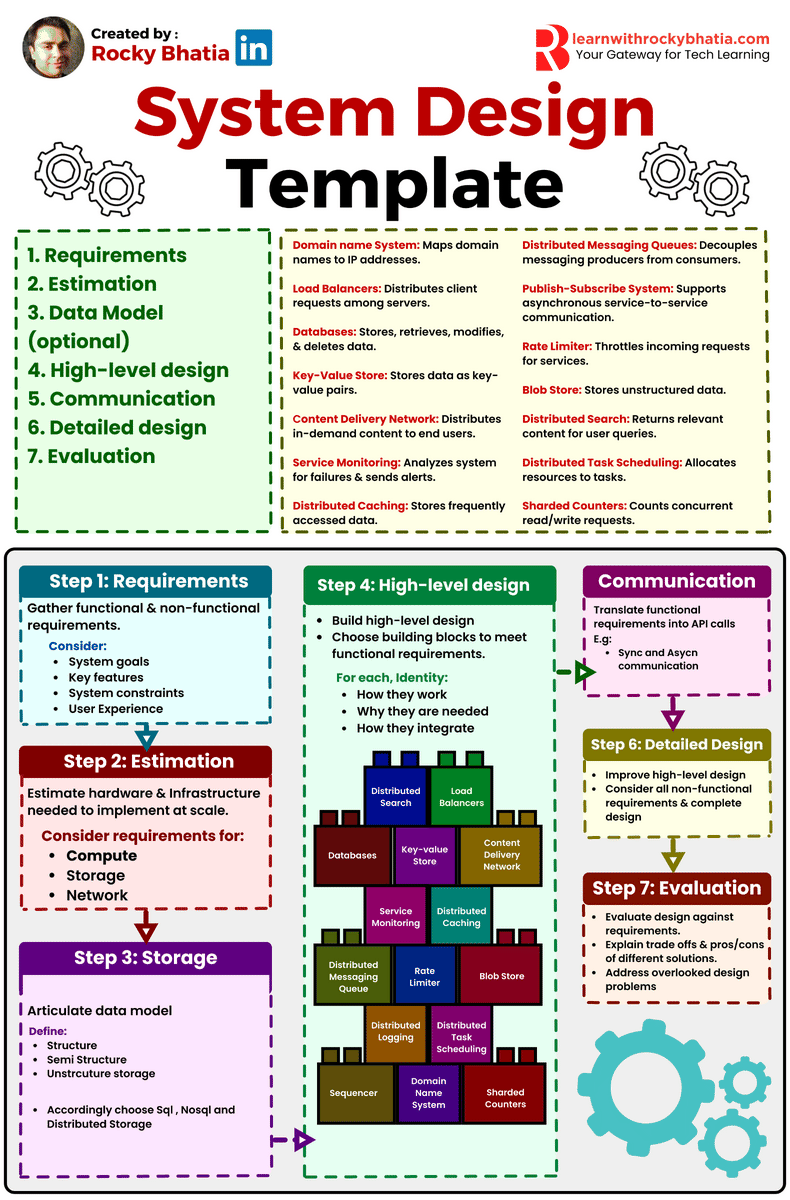 Created by :
Rocky Bhatia
in
learnwithrockybhatia.com
Your Gateway for Tech Learning
System Design
Template
1. Requirements
2. Estimation
3. Data Model
(optional)
4. High-level design
5. Communication
6. Detailed design
7. Evaluation
Domain name System: Maps domain
names to IP addresses.
Load Balancers: Distributes client
requests among servers.
Databases: Stores, retrieves, modifies,
& deletes data.
Key-Value Store: Stores data as key-
value pairs.
Content Delivery Network: Distributes
in-demand content to end users.
Service Monitoring: Analyzes system
for failures & sends alerts.
Distributed Caching: Stores frequently
accessed data.
Distributed Messaging Queues: Decouples
messaging producers from consumers.
Publish-Subscribe System: Supports
asynchronous service-to-service
communication.
Rate Limiter: Throttles incoming requests
for services.
Blob Store: Stores unstructured data.
Distributed Search: Returns relevant
content for user queries.
Distributed Task Scheduling: Allocates
resources to tasks.
Sharded Counters: Counts concurrent
read/write requests.
Step 1: Requirements
Gather functional & non-functional
requirements.
Consider:
• System goals
• Key features
• System constraints
• User Experience
Step 2: Estimation
Estimate hardware & Infrastructure
needed to implement at scale.
Consider requirements for:
• Compute
• Storage
• Network
Step 3: Storage
Articulate data model
Define:
• Structure
• Semi Structure
• Unstrcuture storage
• Accordingly choose Sql , Nosql and
Distributed Storage
Step 4: High-level design
• Build high-level design
• Choose building blocks to meet
functional requirements.
For each, Identity:
• How they work
• Why they are needed
• How they integrate
Distributed
Search
Load
Balancers
Databases
Key-value
Store
Content
Delivery
Network
Service
Monitoring
Distributed
Caching
Distributed
Messaging
Queue
Rate
Limiter
Blob Store
Distributed
Logging
Distributed
Task
Scheduling
Sequencer
Domain
Name
System
Sharded
Counters
Communication
Translate functional
requirements into API calls
E.g:
• Sync and Asycn
communication
Step 6: Detailed Design
• Improve high-level design
• Consider all non-functional
requirements & complete
design
Step 7: Evaluation
• Evaluate design against
requirements.
• Explain trade offs & pros/cons
of different solutions.
• Address overlooked design
problems